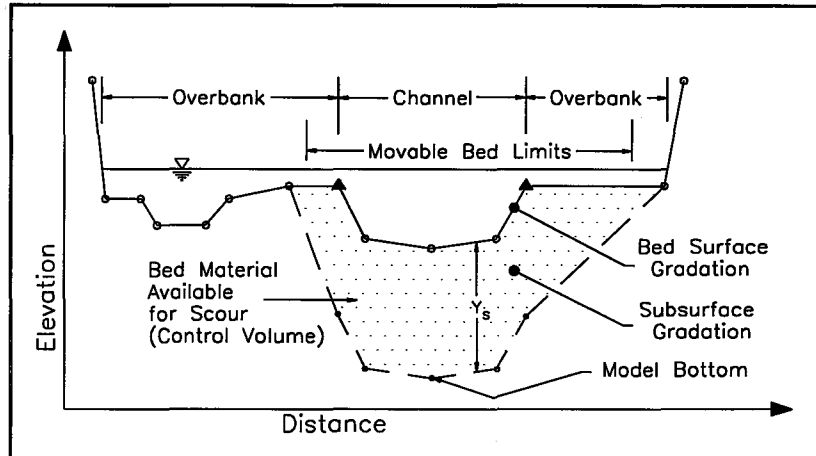 Overbank
Channel
Overbank
Movable Bed Limits
Bed Material
Available
for Scour
(Control Volume)
Bed Surface
Gradation
Subsurface
Gradation
Ys
Model Bottom
Elevation
Distance